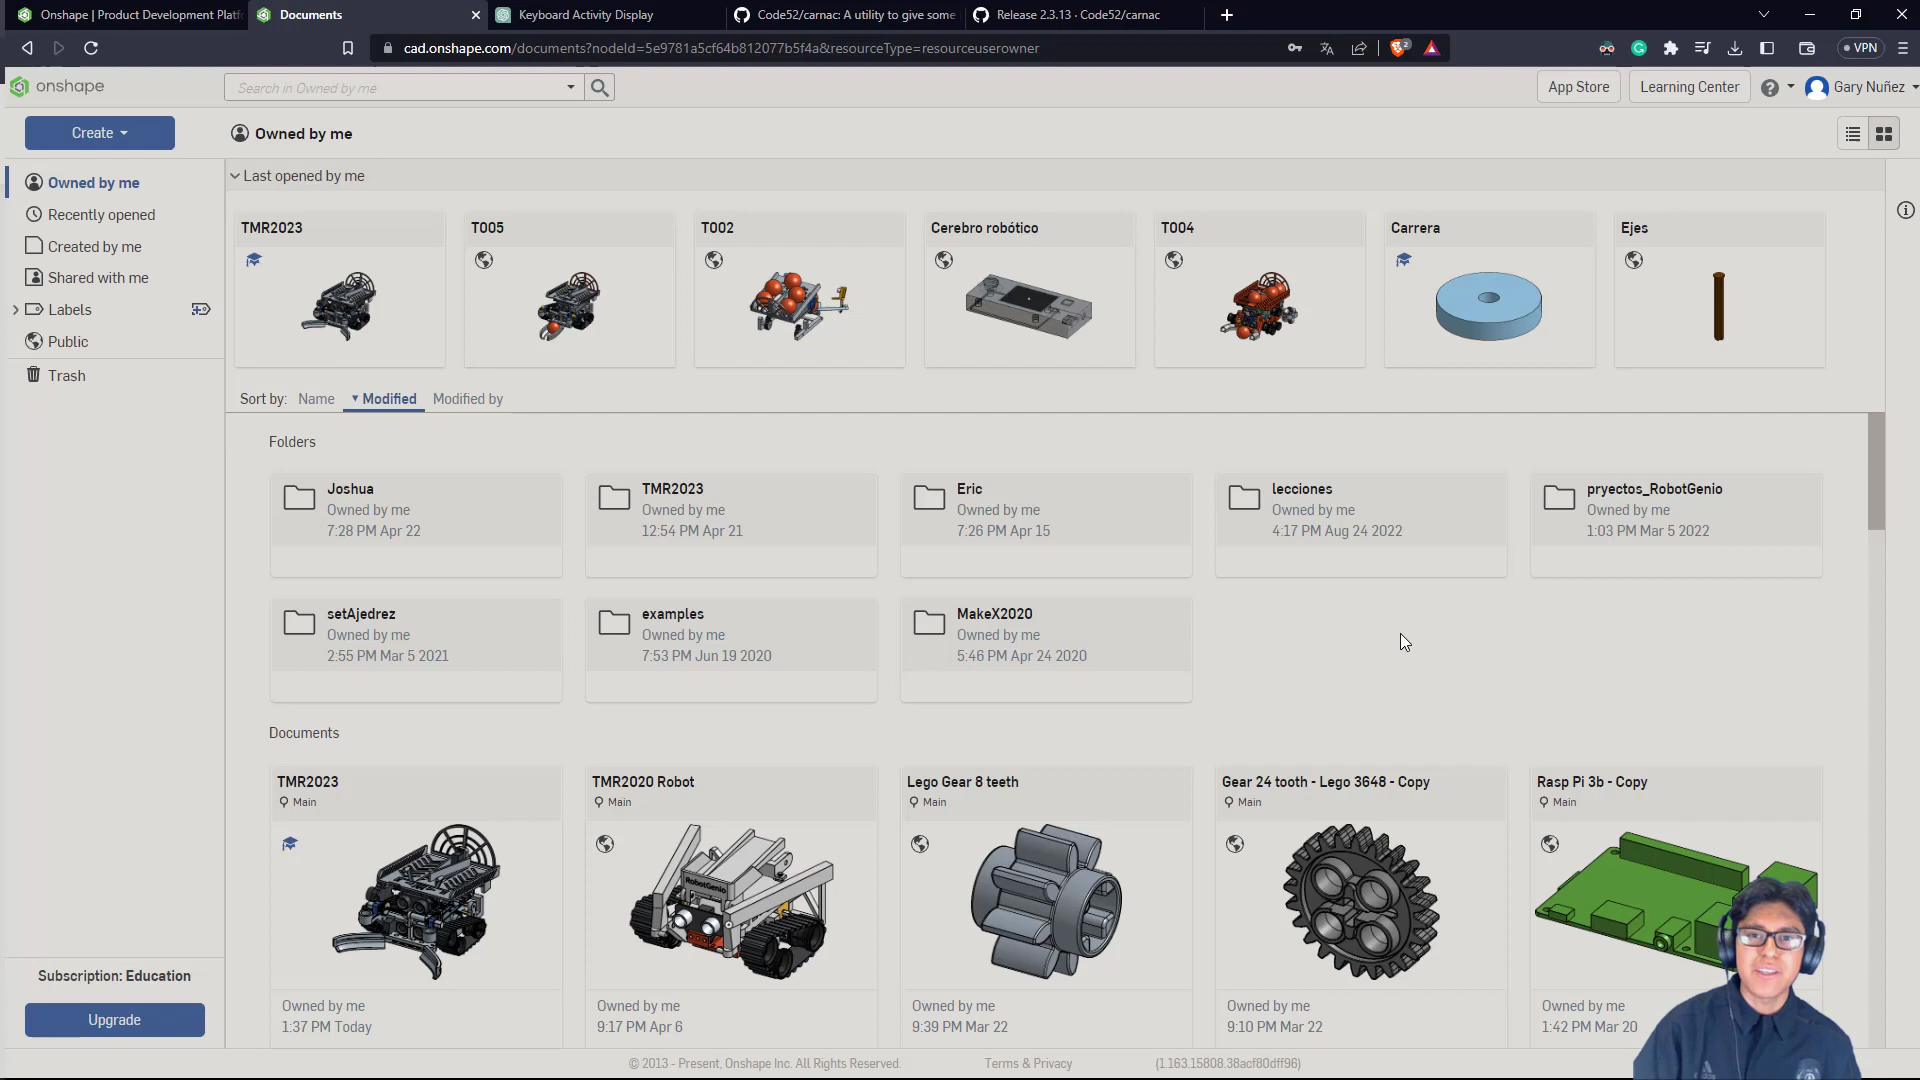 Onshape | Product Development Platf
Documents
Keyboard Activity Display
Code52/carnac: A utility to give some
Release 2.3.13 · Code52/carnac
cad.onshape.com/documents?nodeId=5e9781a5cf64b812077b5f4a&resourceType=resourceuserowner
2
VPN
onshape
Search in Owned by me
App Store
Learning Center
Gary Nuñez
Create
Owned by me
Owned by me
Recently opened
Created by me
Shared with me
Labels
Public
Trash
Last opened by me
TMR2023
T005
T002
Cerebro robótico
T004
Carrera
Ejes
Sort by: Name Modified Modified by
Folders
Joshua
Owned by me
7:28 PM Apr 22
TMR2023
Owned by me
12:54 PM Apr 21
Eric
Owned by me
7:26 PM Apr 15
lecciones
Owned by me
4:17 PM Aug 24 2022
pryectos_RobotGenio
Owned by me
1:03 PM Mar 5 2022
setAjedrez
Owned by me
2:55 PM Mar 5 2021
examples
Owned by me
7:53 PM Jun 19 2020
MakeX2020
Owned by me
5:46 PM Apr 24 2020
Documents
TMR2023
Main
Owned by me
1:37 PM Today
TMR2020 Robot
Main
RobotGenio
Owned by me
9:17 PM Apr 6
Lego Gear 8 teeth
Main
Owned by me
9:39 PM Mar 22
Gear 24 tooth - Lego 3648 - Copy
Main
Owned by me
9:10 PM Mar 22
Rasp Pi 3b - Copy
Main
Owned by me
1:42 PM Mar 20
Subscription: Education
Upgrade
© 2013 - Present, Onshape Inc. All Rights Reserved.
Terms & Privacy
(1.163.15808.38acf80dff96)